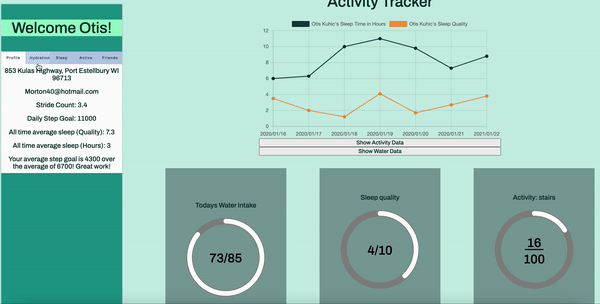 Activity Tracker
Welcome Otis!
Profile Hydration Sleep Active Friends
853 Kulas Highway, Port Estellbury WI
96713
Morton40@hotmail.com
Stride Count: 3.4
Daily Step Goal: 11000
All time average sleep (Quality): 7.3
All time average sleep (Hours): 3
Your average step goal is 4300 over
the average of 6700! Great work!
Otis Kuhic's Sleep Time in Hours Otis Kuhic's Sleep Quality
12
10
8
6
4
2
0
2020/01/16 2020/01/17 2020/01/18 2020/01/19 2020/01/20 2020/01/21 2021/01/22
Show Activity Data
Show Water Data
Todays Water Intake
73/85
Sleep quality
4/10
Activity: stairs
16
100